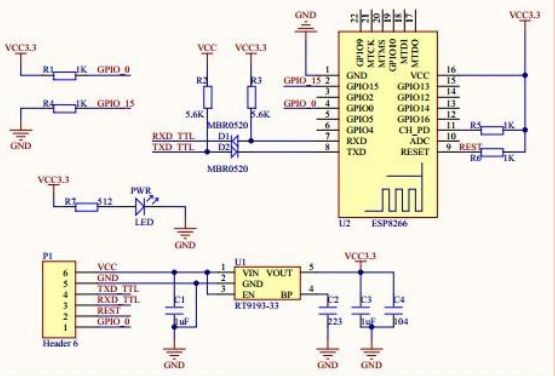 VCC3.3
R1 1K GPIO_0
R4 1K GPIO_15
GND
VCC VCC3.3
R2 R3
5.6K 5.6K
MBR0520
RXD_TTL D1
TXD_TTL D2
MBR0520
GND
22 21 20 19 18 17
GPIO9 MTCK MTMS GPIO10 MTDI MTDO
1 GND VCC 16
GPIO_15 2 GPIO15 GPIO13 15
3 GPIO2 GPIO12 14
GPIO_0 4 GPIO0 GPIO14 13
5 GPIO5 GPIO16 12
6 GPIO4 CH_PD 11
7 RXD ADC 10
8 TXD RESET 9 REST
U2 ESP8266
VCC3.3
R5 1K
R6 1K
VCC3.3
R7 512
PWR
LED
GND
P1
6 VCC
5 GND
4 TXD_TTL
3 RXD_TTL
2 REST
1 GPIO_0
Header 6
C1
1uF
GND
U1
1 VIN VOUT 5
2 GND
3 EN BP 4
RT9193-33
VCC3.3
C2 C3 C4
223 1uF 104
GND GND